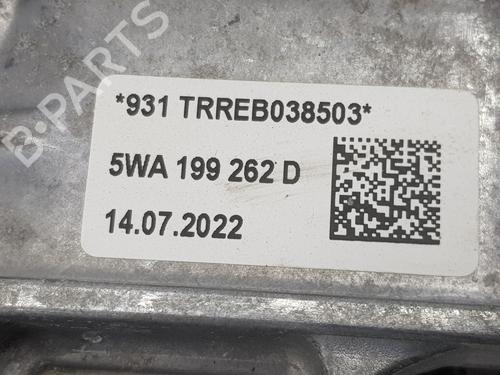 B-PARTS
*931 TRREB038503*
5WA 199 262 D
14.07.2022